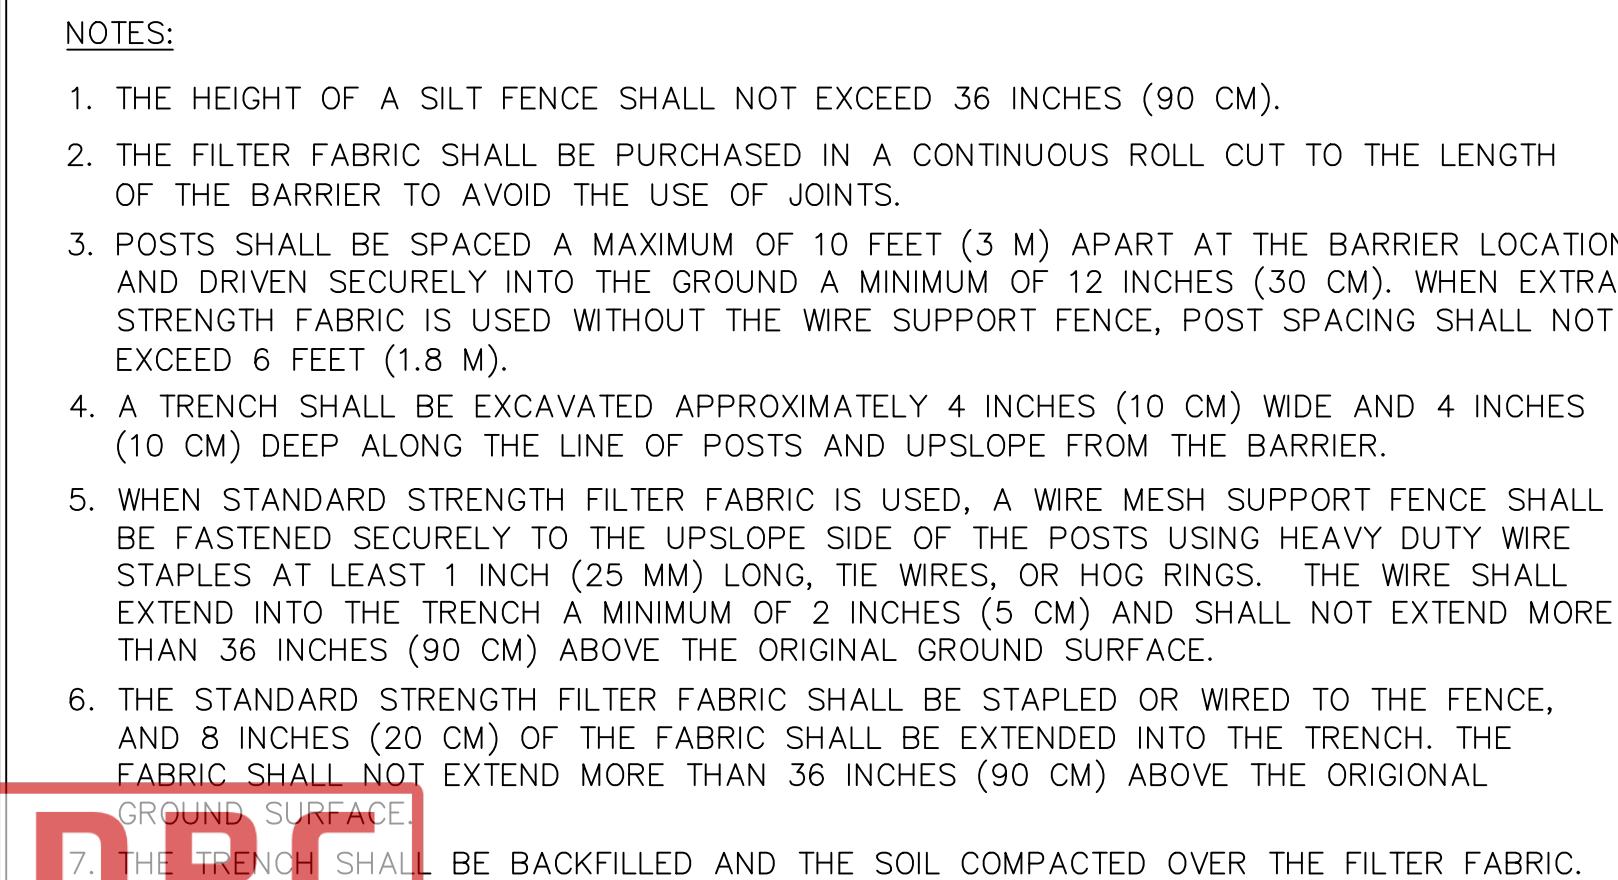 NOTES:
1. THE HEIGHT OF A SILT FENCE SHALL NOT EXCEED 36 INCHES (90 CM).
2. THE FILTER FABRIC SHALL BE PURCHASED IN A CONTINUOUS ROLL CUT TO THE LENGTH
OF THE BARRIER TO AVOID THE USE OF JOINTS.
3. POSTS SHALL BE SPACED A MAXIMUM OF 10 FEET (3 M) APART AT THE BARRIER LOCATION
AND DRIVEN SECURELY INTO THE GROUND A MINIMUM OF 12 INCHES (30 CM). WHEN EXTRA
STRENGTH FABRIC IS USED WITHOUT THE WIRE SUPPORT FENCE, POST SPACING SHALL NOT
EXCEED 6 FEET (1.8 M).
4. A TRENCH SHALL BE EXCAVATED APPROXIMATELY 4 INCHES (10 CM) WIDE AND 4 INCHES
(10 CM) DEEP ALONG THE LINE OF POSTS AND UPSLOPE FROM THE BARRIER.
5. WHEN STANDARD STRENGTH FILTER FABRIC IS USED, A WIRE MESH SUPPORT FENCE SHALL
BE FASTENED SECURELY TO THE UPSLOPE SIDE OF THE POSTS USING HEAVY DUTY WIRE
STAPLES AT LEAST 1 INCH (25 MM) LONG, TIE WIRES, OR HOG RINGS. THE WIRE SHALL
EXTEND INTO THE TRENCH A MINIMUM OF 2 INCHES (5 CM) AND SHALL NOT EXTEND MORE
THAN 36 INCHES (90 CM) ABOVE THE ORIGINAL GROUND SURFACE.
6. THE STANDARD STRENGTH FILTER FABRIC SHALL BE STAPLED OR WIRED TO THE FENCE,
AND 8 INCHES (20 CM) OF THE FABRIC SHALL BE EXTENDED INTO THE TRENCH. THE
FABRIC SHALL NOT EXTEND MORE THAN 36 INCHES (90 CM) ABOVE THE ORIGIONAL
GROUND SURFACE.
7. THE TRENCH SHALL BE BACKFILLED AND THE SOIL COMPACTED OVER THE FILTER FABRIC.